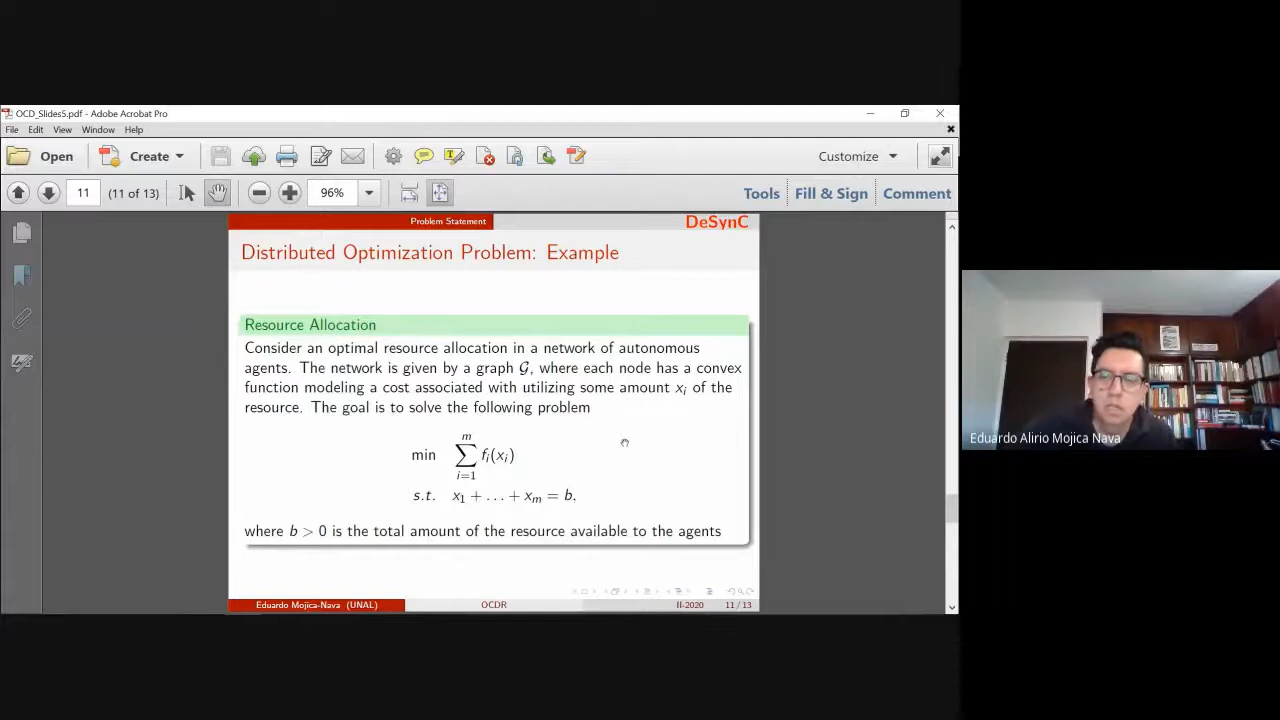 OCD_Slides5.pdf - Adobe Acrobat Pro
File Edit View Window Help
Open Create Customize
11 (11 of 13) 96% Tools Fill & Sign Comment
Problem Statement DeSynC
Distributed Optimization Problem: Example
Resource Allocation
Consider an optimal resource allocation in a network of autonomous
agents. The network is given by a graph 𝒢, where each node has a convex
function modeling a cost associated with utilizing some amount xᵢ of the
resource. The goal is to solve the following problem
min ∑ᵢ₌₁ᵐ fᵢ(xᵢ)
s.t. x₁ + … + xₘ = b,
where b > 0 is the total amount of the resource available to the agents
Eduardo Mojica-Nava (UNAL) OCDR II-2020 11 / 13
Eduardo Alirio Mojica Nava